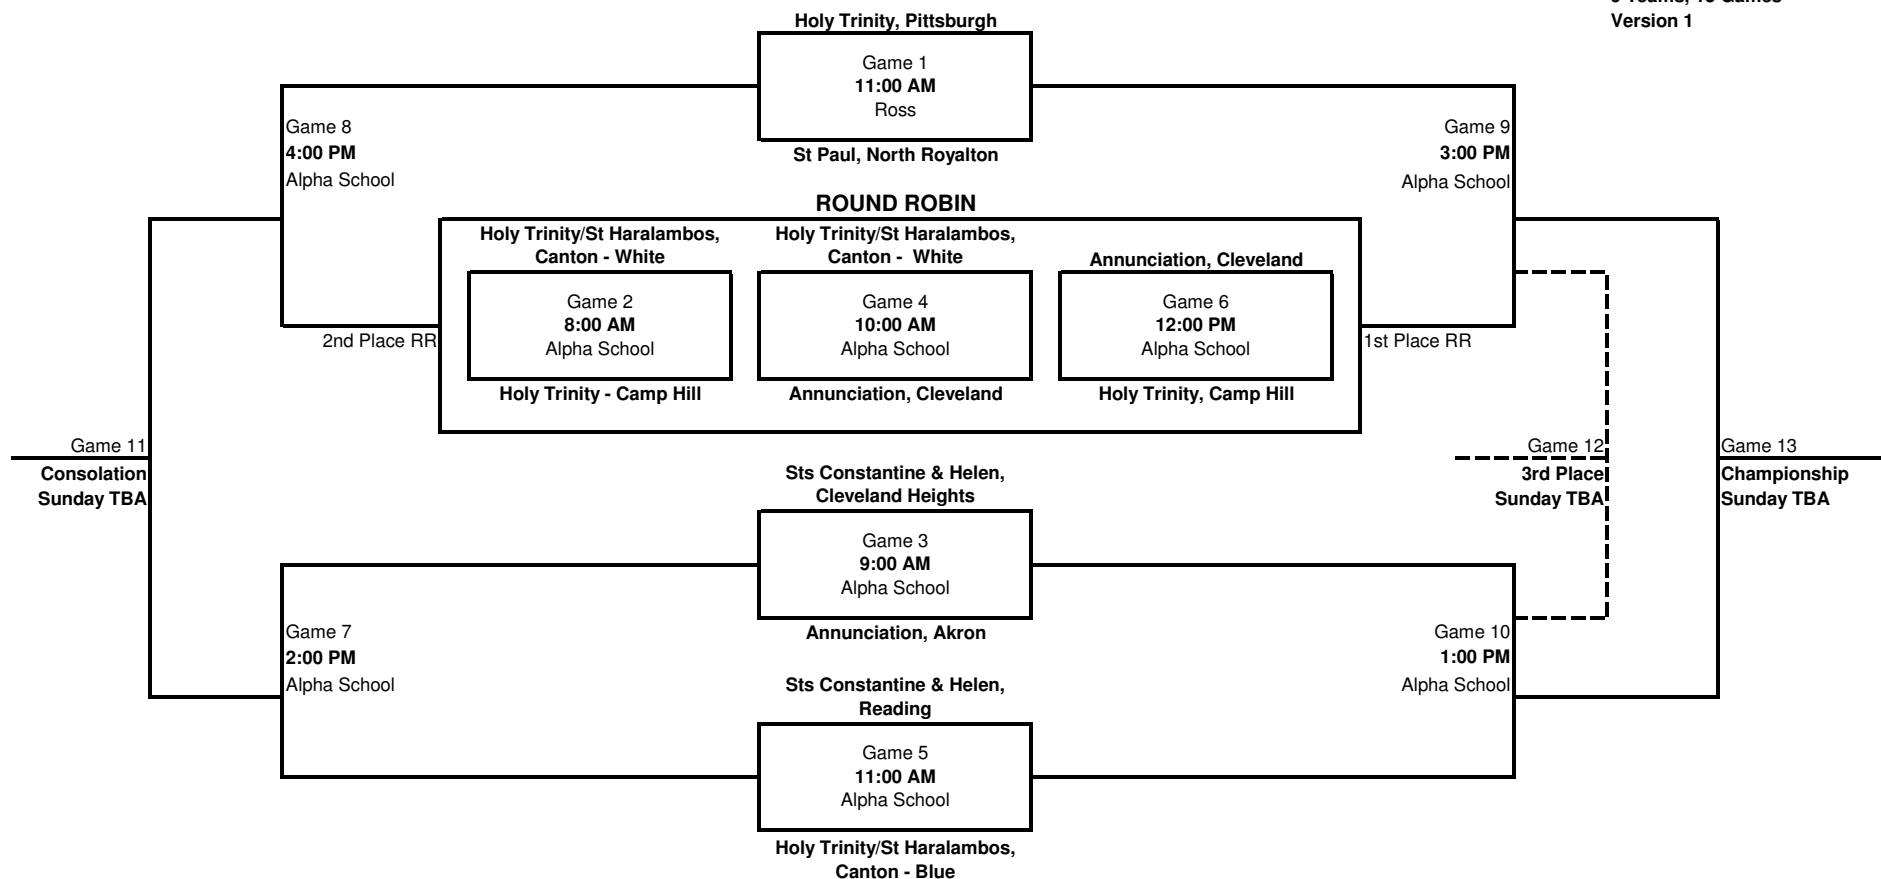 Version 1
Holy Trinity, Pittsburgh
Game 1
11:00 AM
Ross
St Paul, North Royalton
Game 8
4:00 PM
Alpha School
Game 9
3:00 PM
Alpha School
ROUND ROBIN
Holy Trinity/St Haralambos,
Canton - White
Game 2
8:00 AM
Alpha School
Holy Trinity - Camp Hill
Holy Trinity/St Haralambos,
Canton - White
Game 4
10:00 AM
Alpha School
Annunciation, Cleveland
Annunciation, Cleveland
Game 6
12:00 PM
Alpha School
Holy Trinity, Camp Hill
2nd Place RR
1st Place RR
Game 11
Consolation
Sunday TBA
Game 12
3rd Place
Sunday TBA
Game 13
Championship
Sunday TBA
Sts Constantine & Helen,
Cleveland Heights
Game 3
9:00 AM
Alpha School
Annunciation, Akron
Game 7
2:00 PM
Alpha School
Game 10
1:00 PM
Alpha School
Sts Constantine & Helen,
Reading
Game 5
11:00 AM
Alpha School
Holy Trinity/St Haralambos,
Canton - Blue